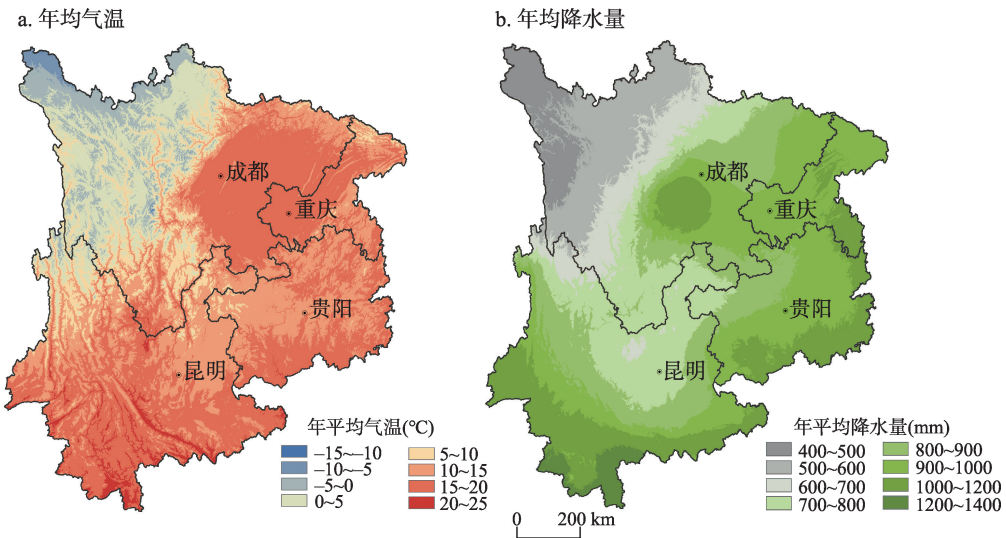 a. 年均气温
b. 年均降水量
成都
重庆
贵阳
昆明
成都
重庆
贵阳
昆明
年平均气温(℃)
–15~–10
–10~–5
–5~0
0~5
5~10
10~15
15~20
20~25
年平均降水量(mm)
400~500
500~600
600~700
700~800
800~900
900~1000
1000~1200
1200~1400
0 200 km